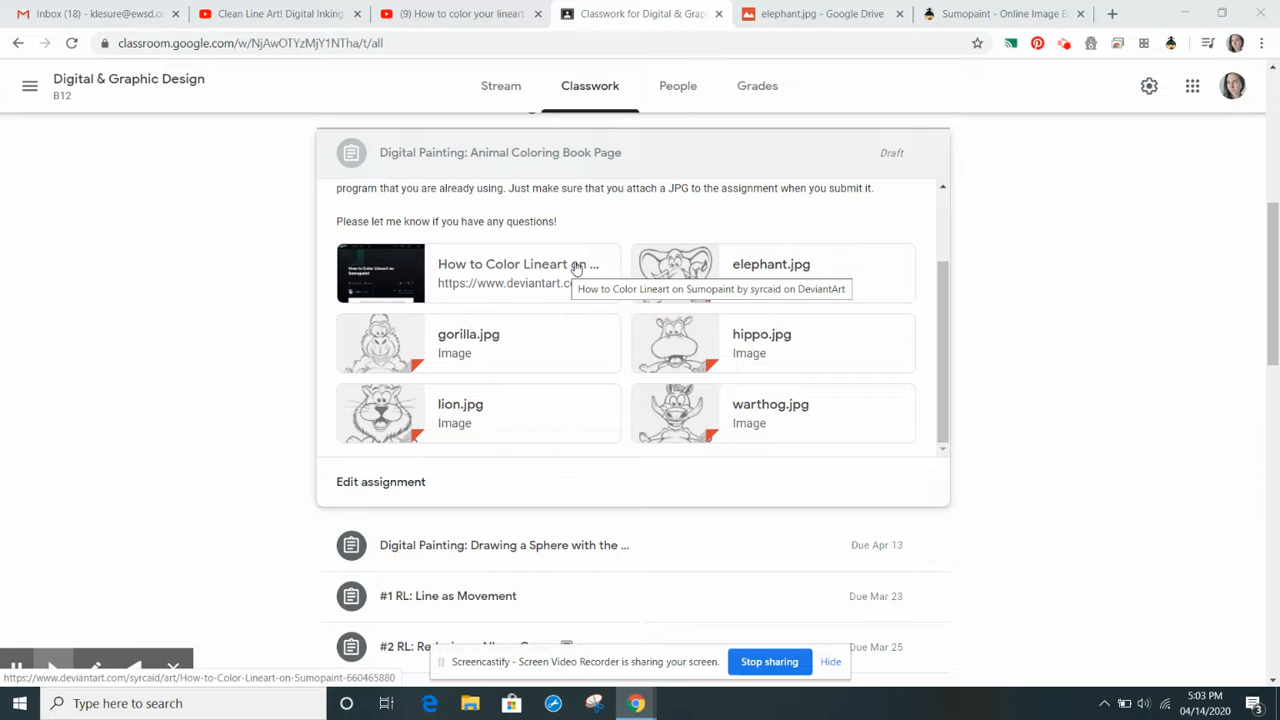 Inbox (18) - klesure@ewsd.c
Clean Line Art! Digital Inking
(9) How to color your lineart
Classwork for Digital & Grap
elephant.jpg - Google Drive
Sumopaint - Online Image E
classroom.google.com/w/NjAwOTYzMjY1NTha/t/all
Digital & Graphic Design
B12
Stream
Classwork
People
Grades
Digital Painting: Animal Coloring Book Page
Draft
program that you are already using. Just make sure that you attach a JPG to the assignment when you submit it.
Please let me know if you have any questions!
How to Color Lineart on ...
https://www.deviantart.c
elephant.jpg
How to Color Lineart on Sumopaint by syrcaid on DeviantArt
gorilla.jpg
Image
hippo.jpg
Image
lion.jpg
Image
warthog.jpg
Image
Edit assignment
Digital Painting: Drawing a Sphere with the ...
Due Apr 13
#1 RL: Line as Movement
Due Mar 23
#2 RL:
Due Mar 25
Screencastify - Screen Video Recorder is sharing your screen.
Stop sharing
Hide
https://www.deviantart.com/syrcaid/art/How-to-Color-Lineart-on-Sumopaint-660465880
Type here to search
5:03 PM
04/14/2020
3